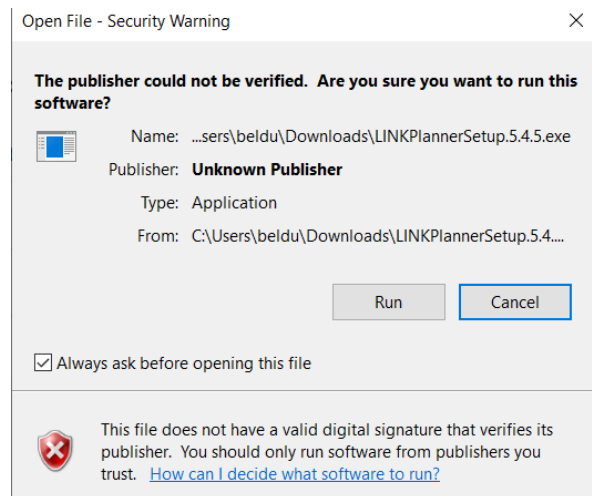 Open File - Security Warning
The publisher could not be verified.  Are you sure you want to run this
software?
Name: ...sers\beldu\Downloads\LINKPlannerSetup.5.4.5.exe
Publisher: Unknown Publisher
Type: Application
From: C:\Users\beldu\Downloads\LINKPlannerSetup.5.4....
Run Cancel
Always ask before opening this file
This file does not have a valid digital signature that verifies its
publisher.  You should only run software from publishers you
trust.  How can I decide what software to run?